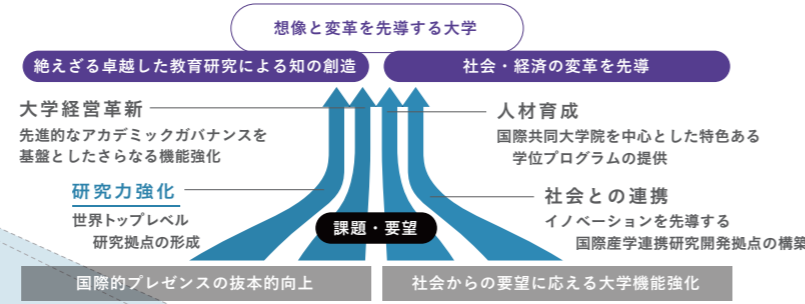 想像と変革を先導する大学
絶えざる卓越した教育研究による知の創造
社会・経済の変革を先導
大学経営革新
先進的なアカデミックガバナンスを
基盤としたさらなる機能強化
人材育成
国際共同大学院を中心とした特色ある
学位プログラムの提供
研究力強化
世界トップレベル
研究拠点の形成
社会との連携
イノベーションを先導する
国際産学連携研究開発拠点の構築
課題・要望
国際的プレゼンスの抜本的向上
社会からの要望に応える大学機能強化